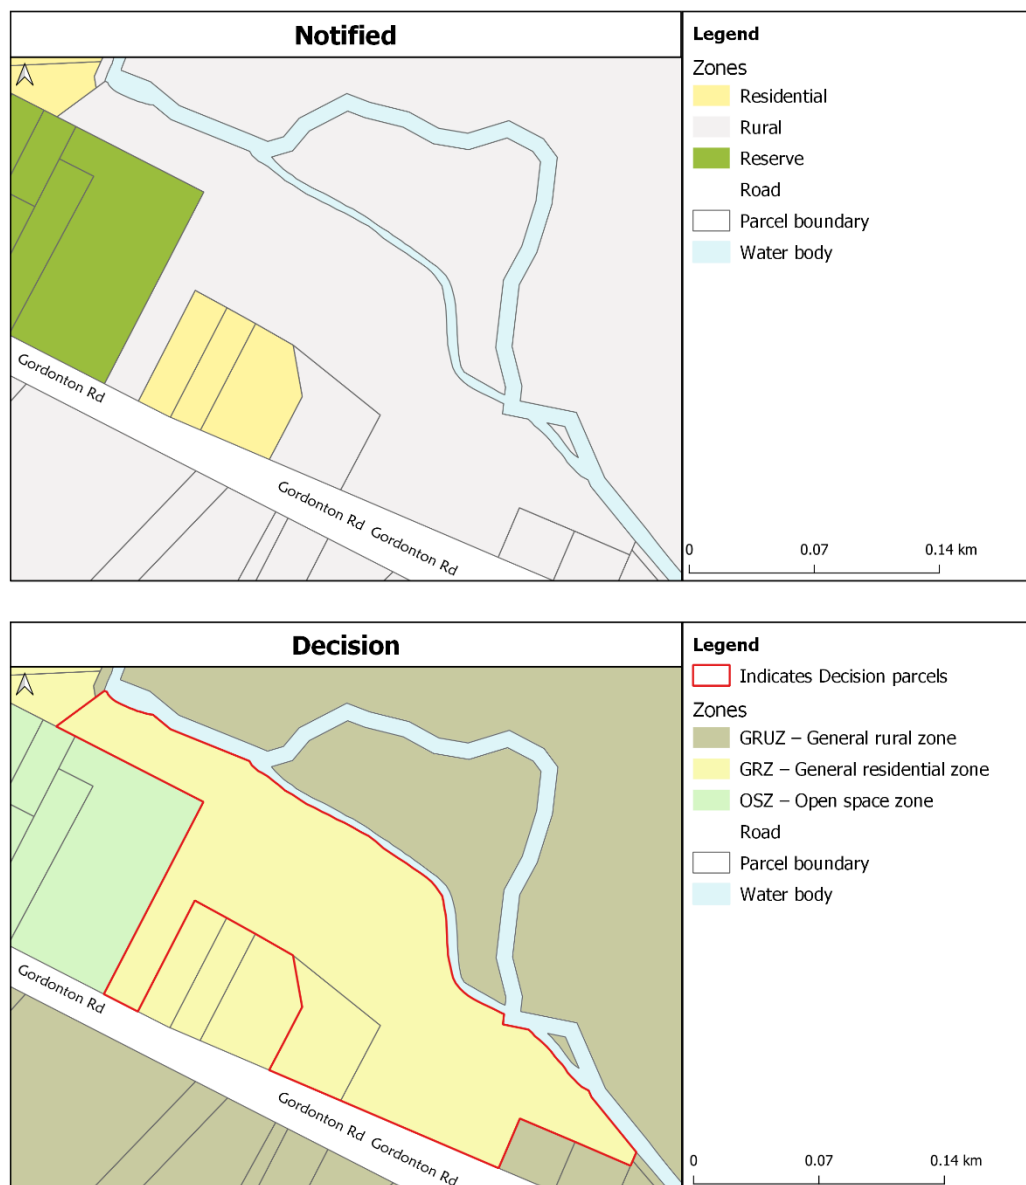 Notified
Gordonton Rd
Gordonton Rd
Gordonton Rd
Legend
Zones
Residential
Rural
Reserve
Road
Parcel boundary
Water body
0 0.07 0.14 km
Decision
Gordonton Rd
Gordonton Rd
Gordonton Rd
Legend
Indicates Decision parcels
Zones
GRUZ – General rural zone
GRZ – General residential zone
OSZ – Open space zone
Road
Parcel boundary
Water body
0 0.07 0.14 km